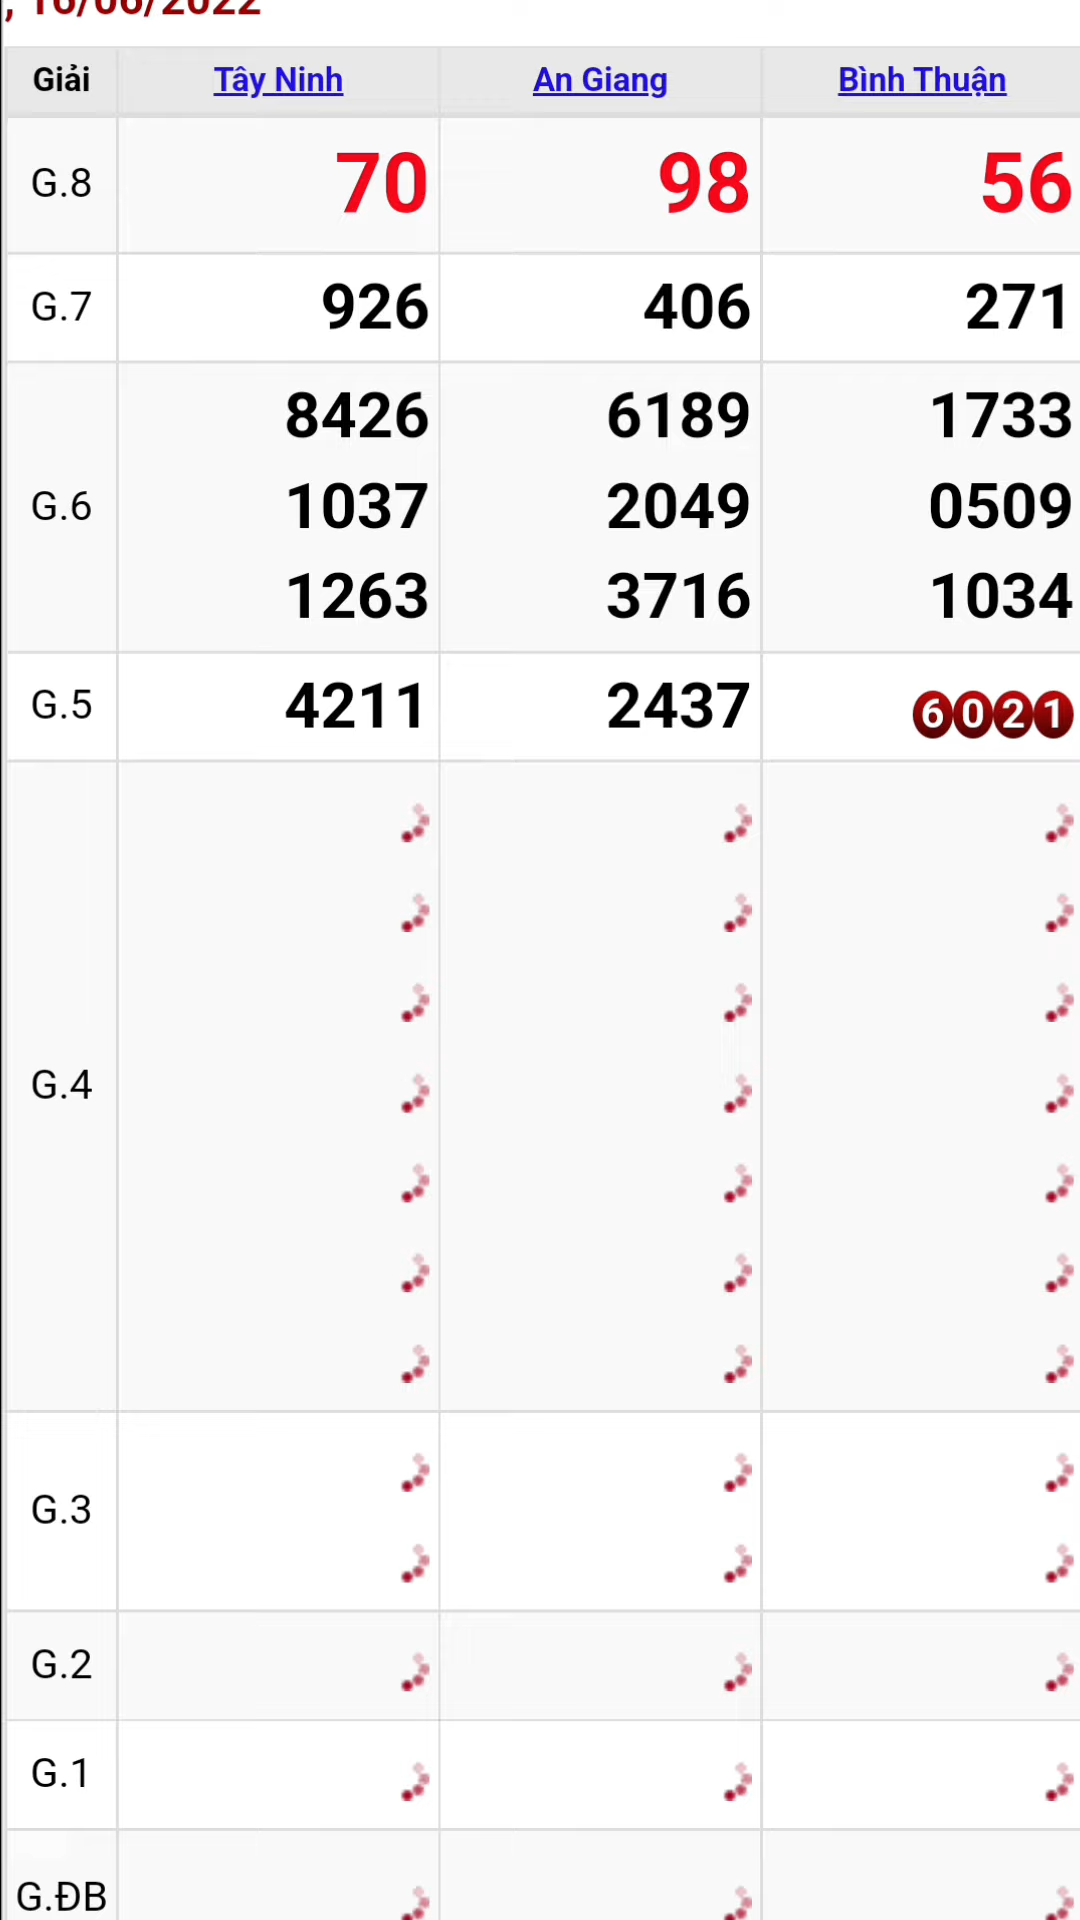 , 16/06/2022
Giải Tây Ninh An Giang Bình Thuận
G.8 70 98 56
G.7 926 406 271
8426 6189 1733
G.6 1037 2049 0509
1263 3716 1034
G.5 4211 2437 6021
G.4
G.3
G.2
G.1
G.ĐB